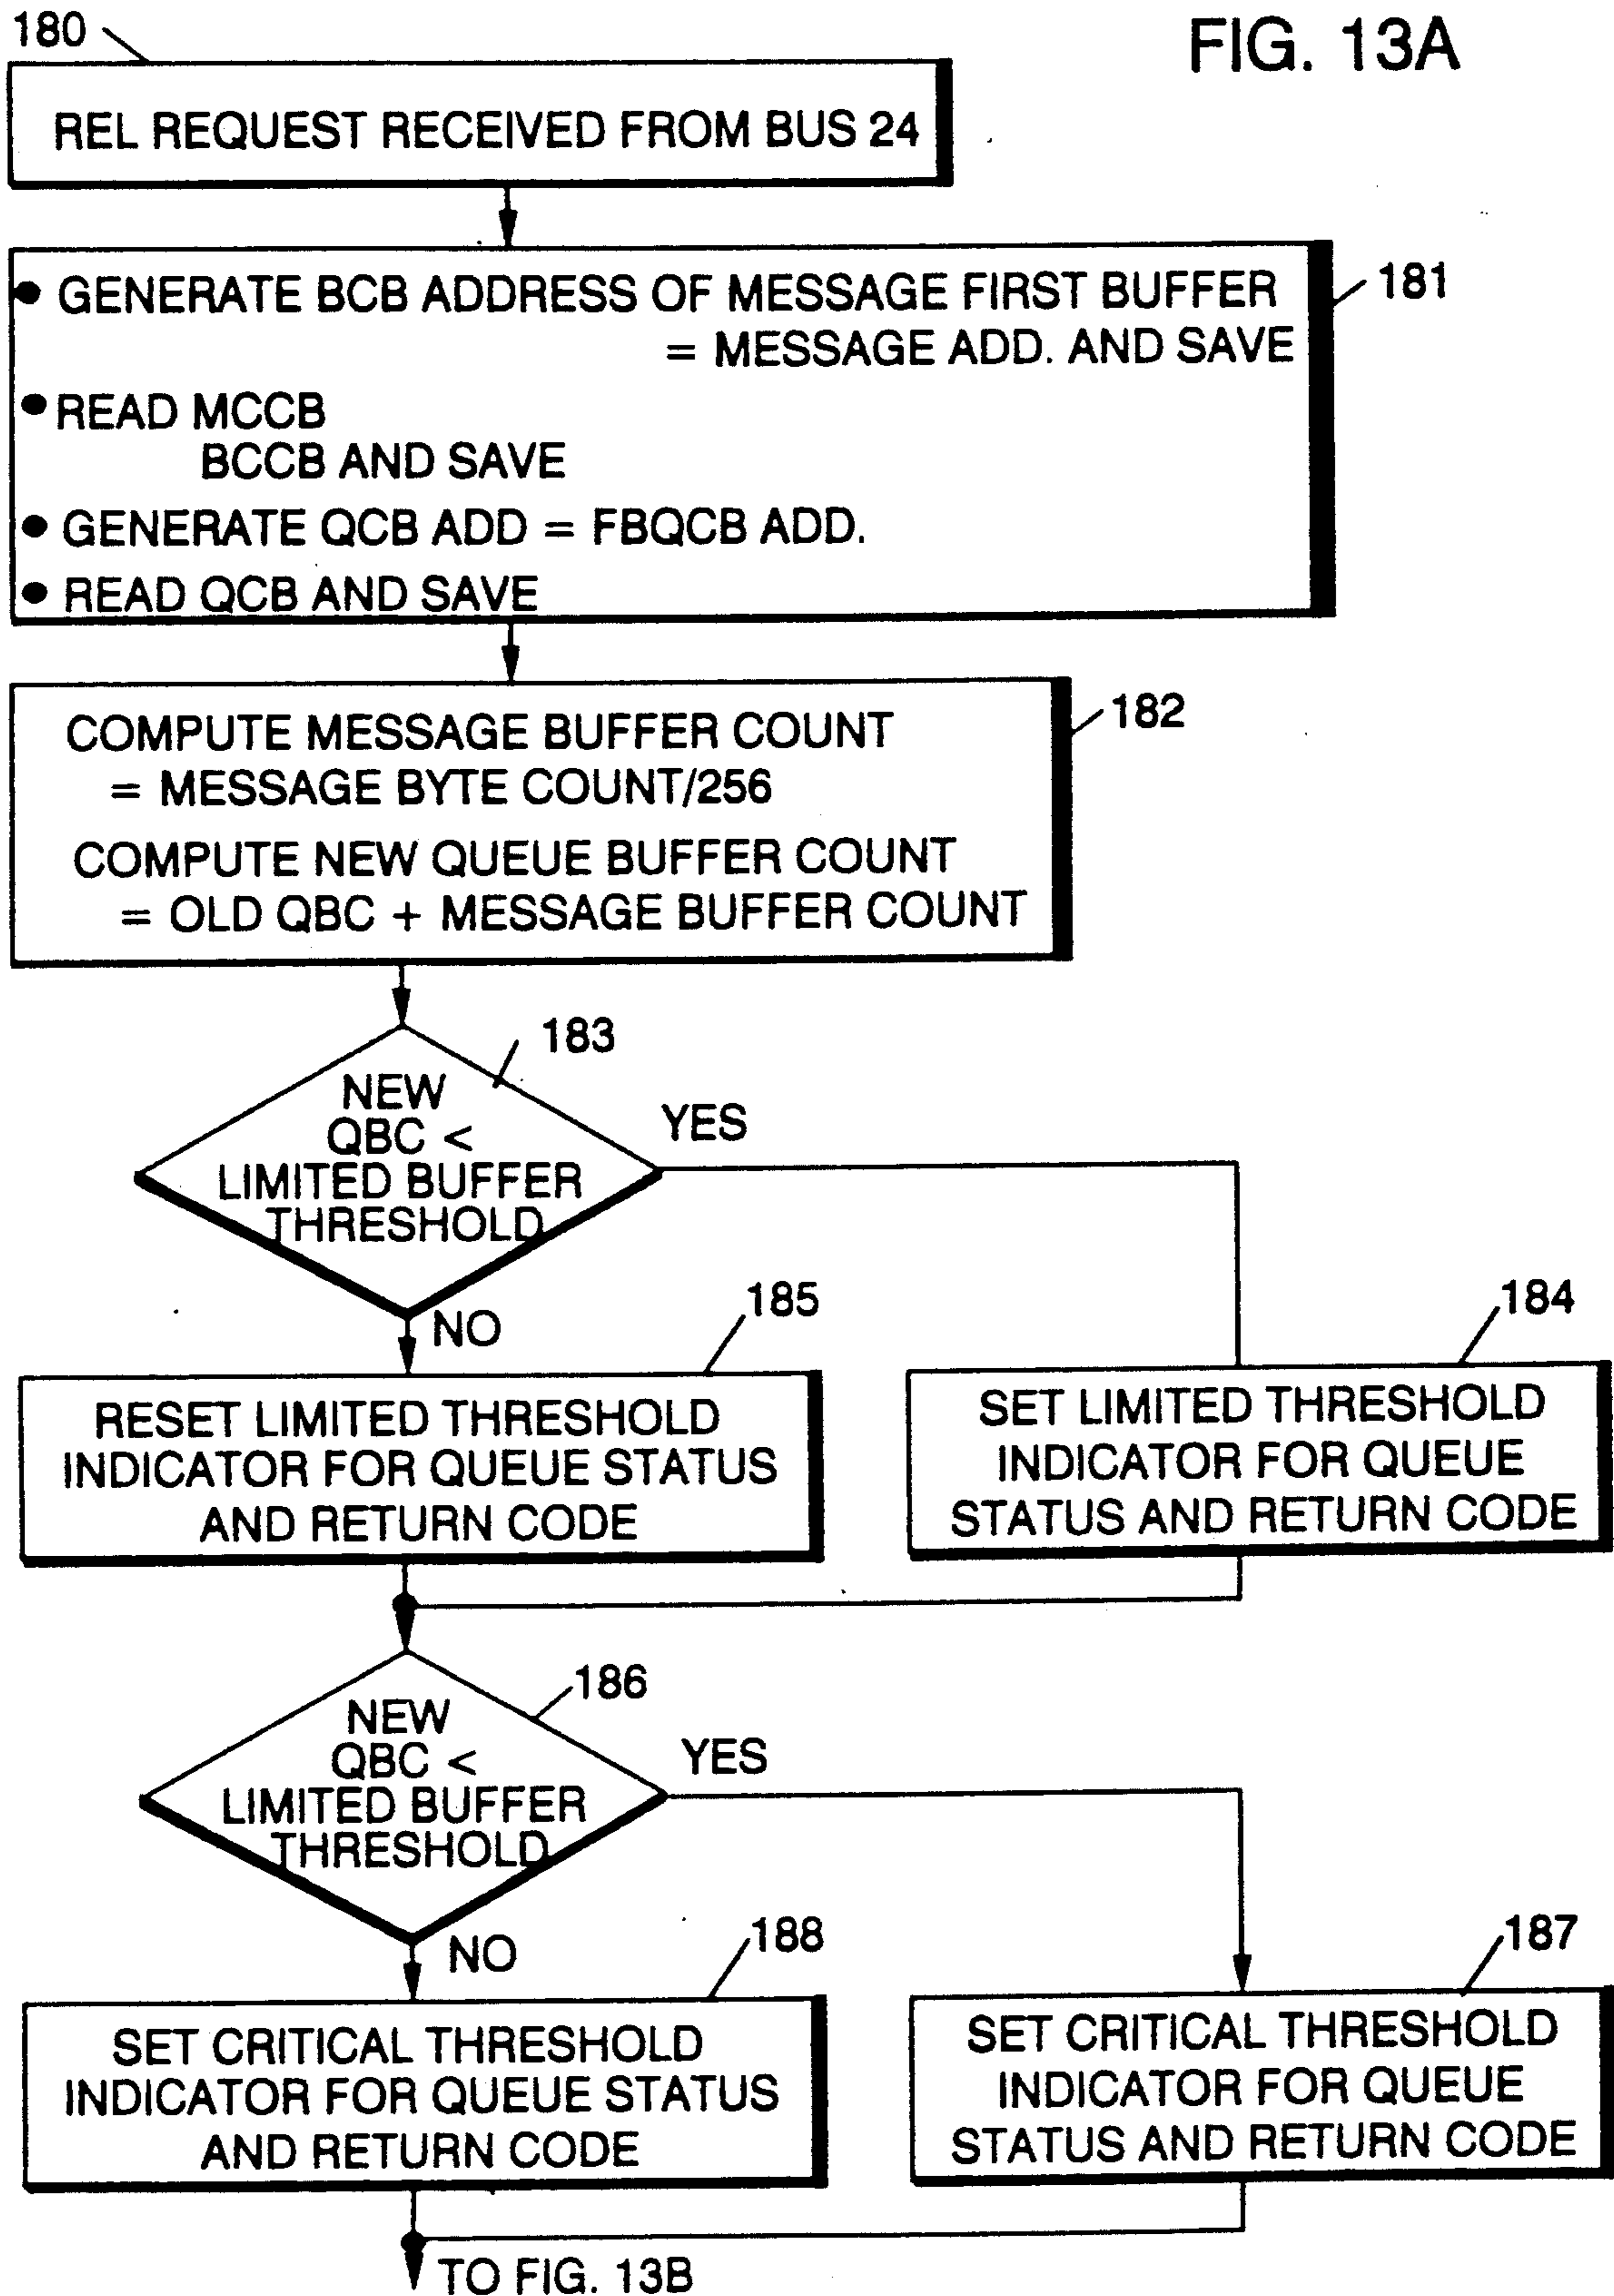 180
FIG. 13A
REL REQUEST RECEIVED FROM BUS 24
181
• GENERATE BCB ADDRESS OF MESSAGE FIRST BUFFER
= MESSAGE ADD. AND SAVE
• READ MCCB
BCCB AND SAVE
• GENERATE QCB ADD = FBQCB ADD.
• READ QCB AND SAVE
182
COMPUTE MESSAGE BUFFER COUNT
= MESSAGE BYTE COUNT/256
COMPUTE NEW QUEUE BUFFER COUNT
= OLD QBC + MESSAGE BUFFER COUNT
183
NEW
QBC <
LIMITED BUFFER
THRESHOLD
YES
NO
185
RESET LIMITED THRESHOLD
INDICATOR FOR QUEUE STATUS
AND RETURN CODE
184
SET LIMITED THRESHOLD
INDICATOR FOR QUEUE
STATUS AND RETURN CODE
186
NEW
QBC <
LIMITED BUFFER
THRESHOLD
YES
NO
188
SET CRITICAL THRESHOLD
INDICATOR FOR QUEUE STATUS
AND RETURN CODE
187
SET CRITICAL THRESHOLD
INDICATOR FOR QUEUE
STATUS AND RETURN CODE
TO FIG. 13B